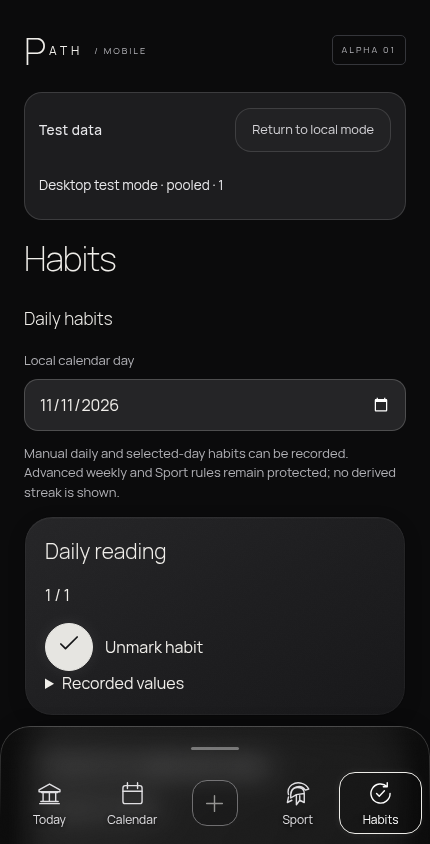 PATH / MOBILE
ALPHA 01
Test data
Return to local mode
Desktop test mode · pooled · 1
Habits
Daily habits
Local calendar day
11/11/2026
Manual daily and selected-day habits can be recorded.
Advanced weekly and Sport rules remain protected; no derived
streak is shown.
Daily reading
1 / 1
Unmark habit
Recorded values
Today
Calendar
Sport
Habits